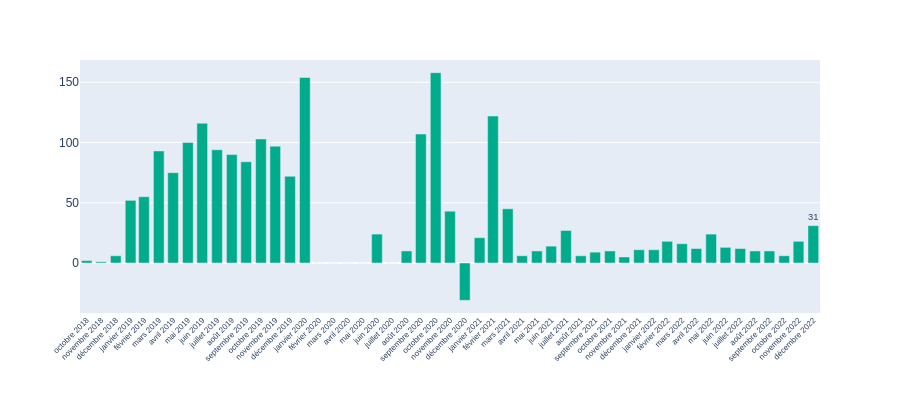 150
100
50
0
31
octobre 2018
novembre 2018
décembre 2018
janvier 2019
février 2019
mars 2019
avril 2019
mai 2019
juin 2019
juillet 2019
août 2019
septembre 2019
octobre 2019
novembre 2019
décembre 2019
janvier 2020
février 2020
mars 2020
avril 2020
mai 2020
juin 2020
juillet 2020
août 2020
septembre 2020
octobre 2020
novembre 2020
décembre 2020
janvier 2021
février 2021
mars 2021
avril 2021
mai 2021
juin 2021
juillet 2021
août 2021
septembre 2021
octobre 2021
novembre 2021
décembre 2021
janvier 2022
février 2022
mars 2022
avril 2022
mai 2022
juin 2022
juillet 2022
août 2022
septembre 2022
octobre 2022
novembre 2022
décembre 2022